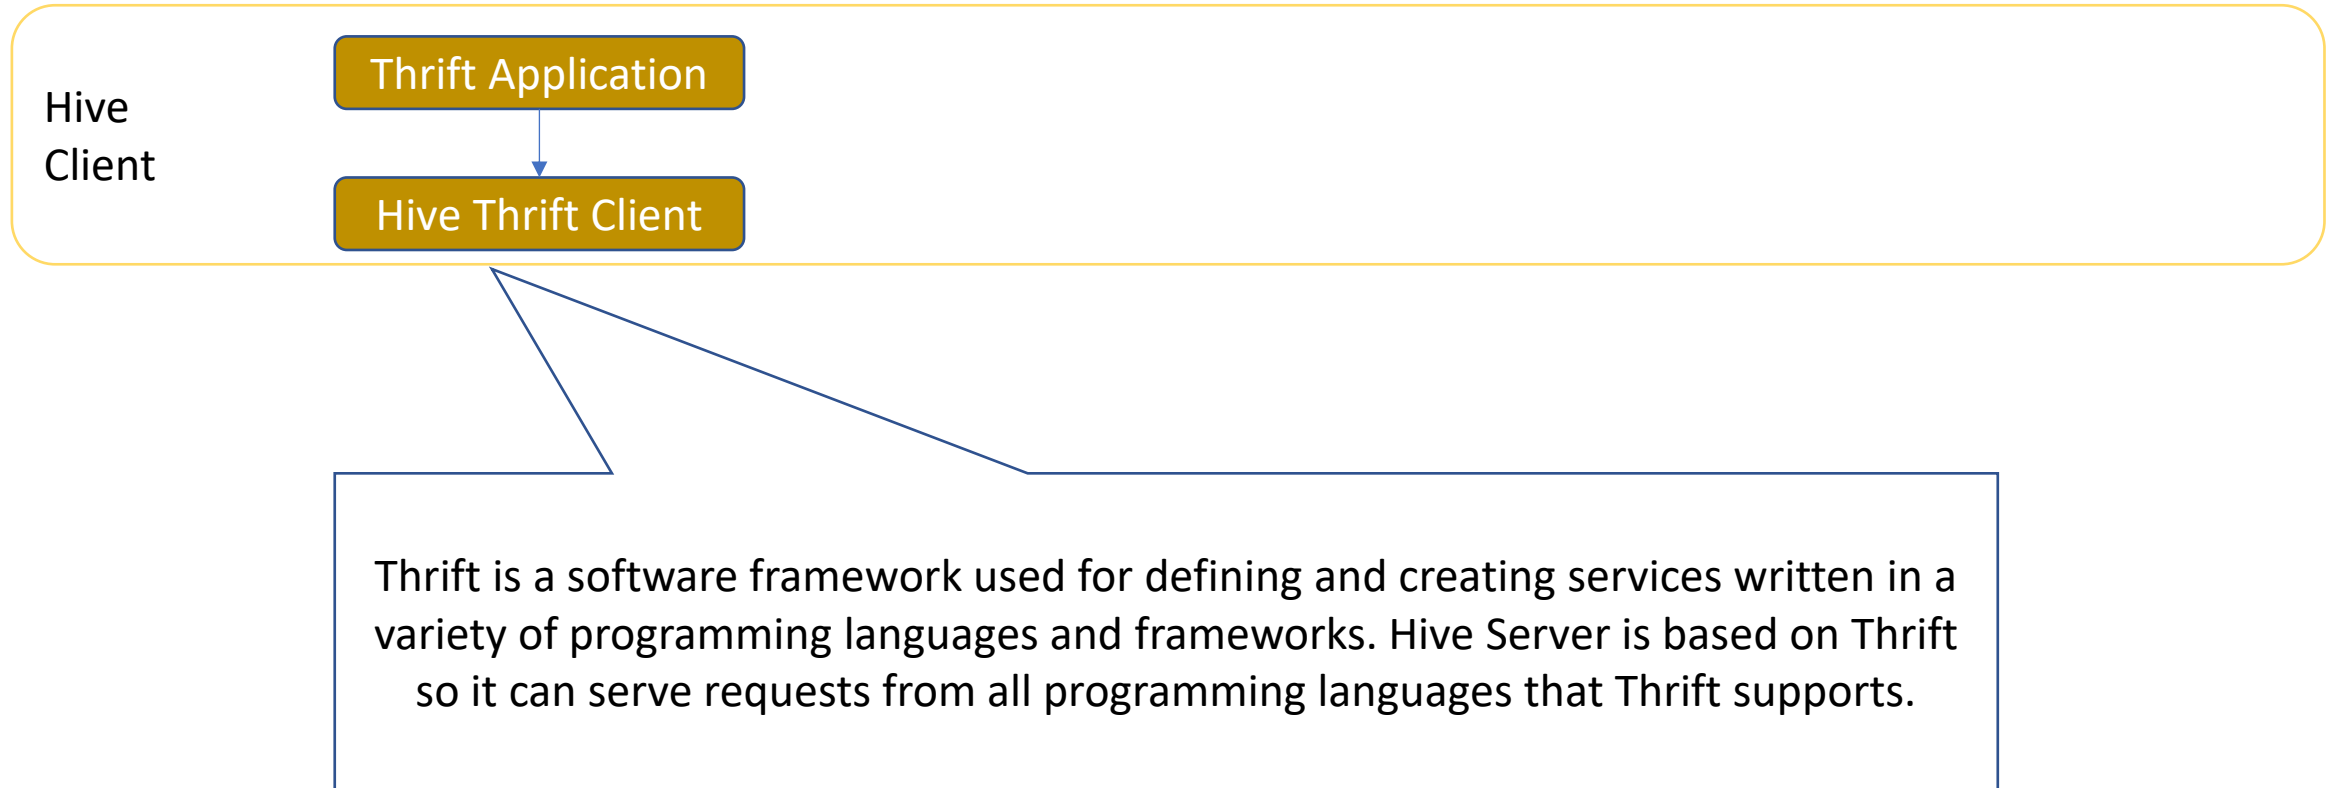 Thrift Application
Hive
Client
Hive Thrift Client
Thrift is a software framework used for defining and creating services written in a
variety of programming languages and frameworks. Hive Server is based on Thrift
so it can serve requests from all programming languages that Thrift supports.